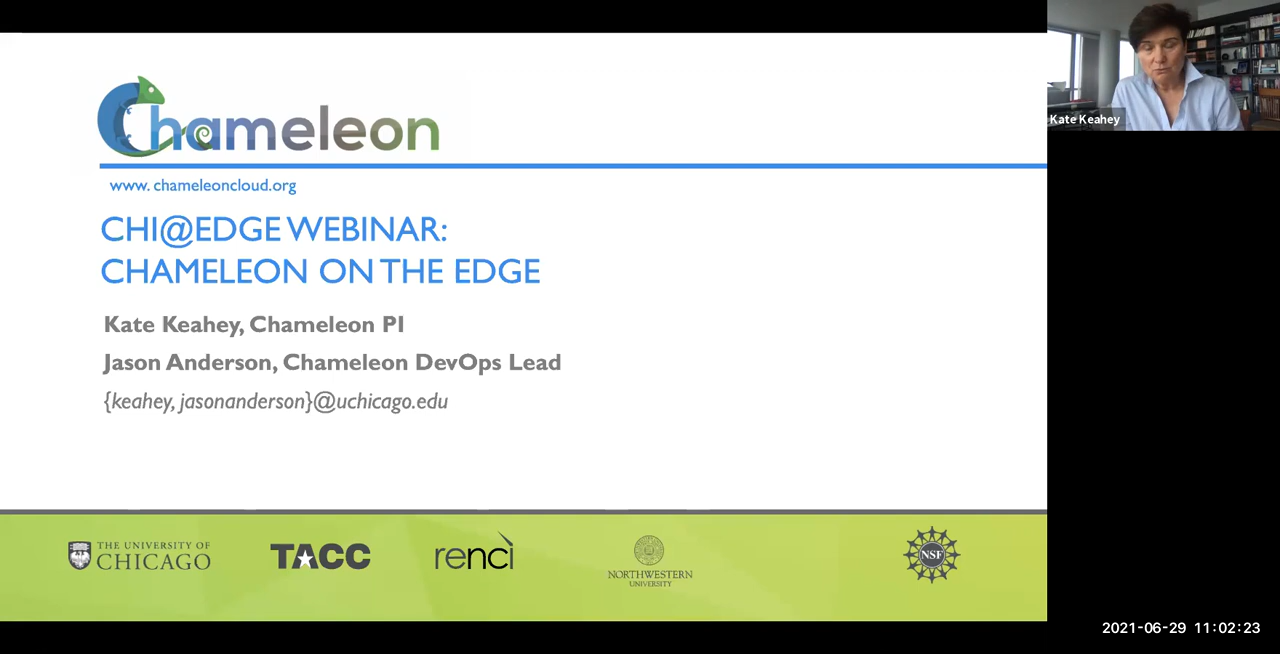 Chameleon
www. chameleoncloud.org
CHI@EDGE WEBINAR:
CHAMELEON ON THE EDGE
Kate Keahey, Chameleon PI
Jason Anderson, Chameleon DevOps Lead
{keahey, jasonanderson}@uchicago.edu
THE UNIVERSITY OF
CHICAGO
TACC
renci
NORTHWESTERN
UNIVERSITY
NSF
Kate Keahey
2021-06-29 11:02:23